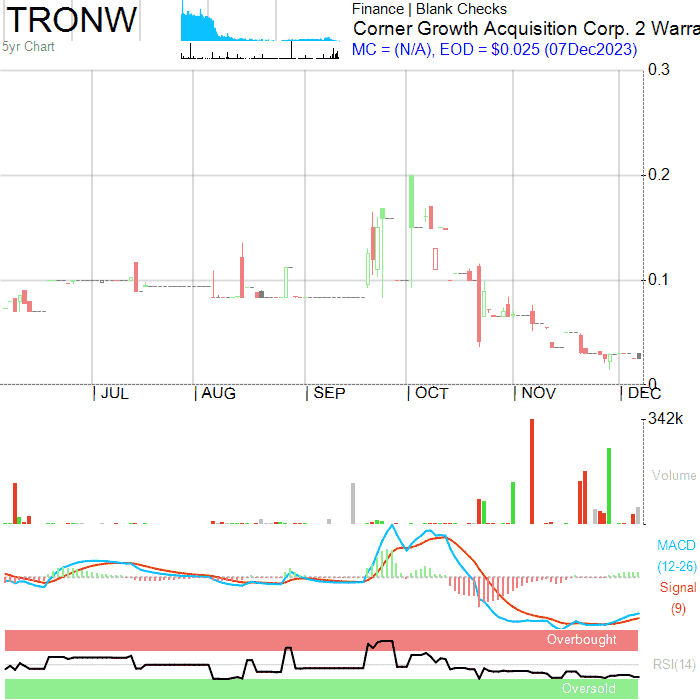 TRONW
5yr Chart
Finance | Blank Checks
Corner Growth Acquisition Corp. 2 Warra
MC = (N/A), EOD = $0.025 (07Dec2023)
0.3
0.2
0.1
0
JUL AUG SEP OCT NOV DEC
342k
Volume
MACD
(12-26)
Signal
(9)
Overbought
RSI(14)
Oversold